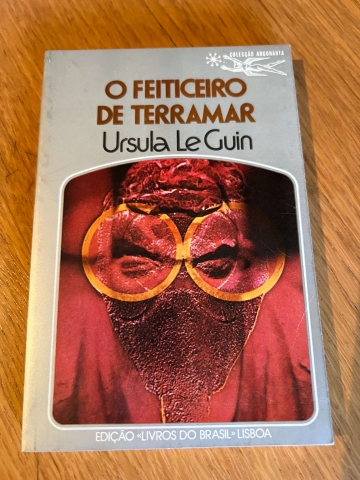 COLECÇÃO ARGONAUTA
O FEITICEIRO
DE TERRAMAR
Ursula Le Guin
EDIÇÃO «LIVROS DO BRASIL» LISBOA